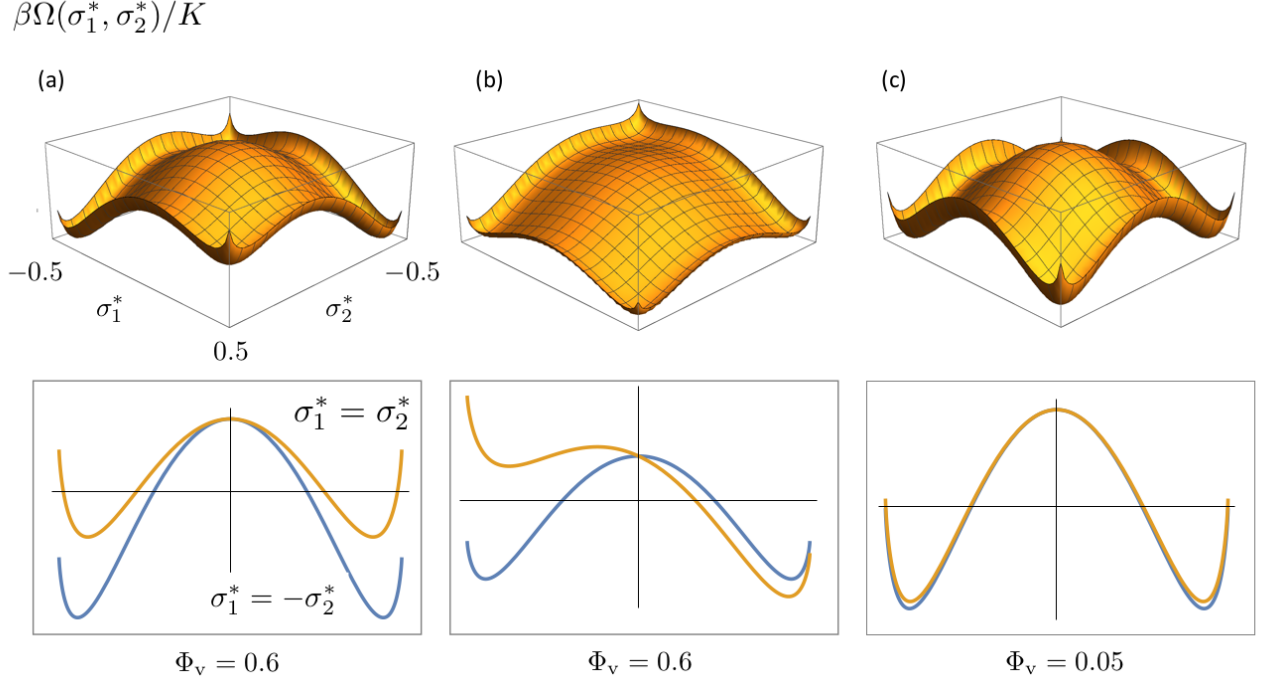 βΩ(σ₁*, σ₂*)/K
(a) (b) (c)
−0.5 −0.5
σ₁* σ₂*
0.5
σ₁* = σ₂*
σ₁* = −σ₂*
Φᵥ = 0.6 Φᵥ = 0.6 Φᵥ = 0.05